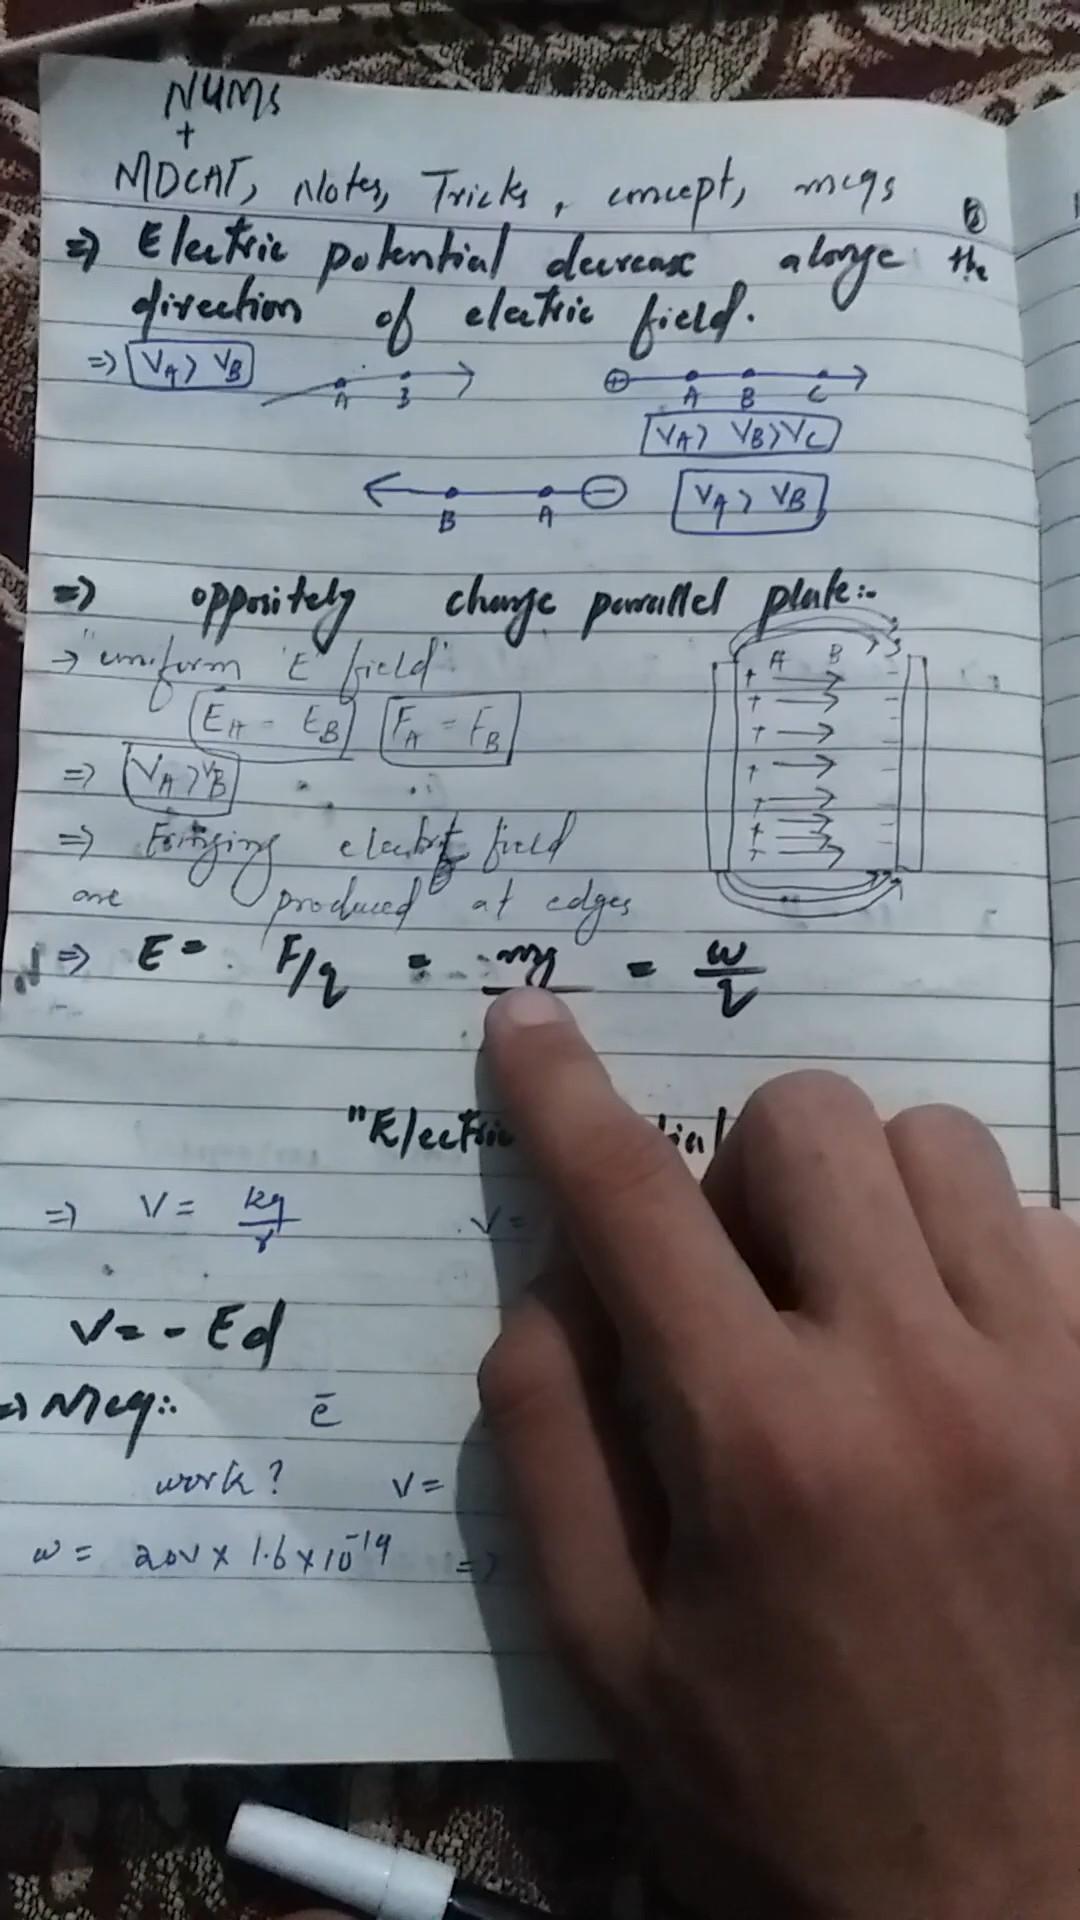 NUMS
+
MDCAT, Notes, Tricks, concept, mcqs
⇒ Electric potential decrease alonge the
direction of electric field.
⇒ VA > VB
A B
+ A B C
VA > VB > VC
B A −
VA > VB
⇒ oppositely charge parallel plate:-
→ "uniform 'E' field"
A B
EA = EB FA = FB
⇒ VA > VB
⇒ Fringing electric field
are produced at edges
⇒ E = F/q = mg = w/q
"Electric
⇒ V = kq/r V =
V = - Ed
⇒ Mcq:- ē
work? V =
w = 20V × 1.6 × 10^-19 ⇒